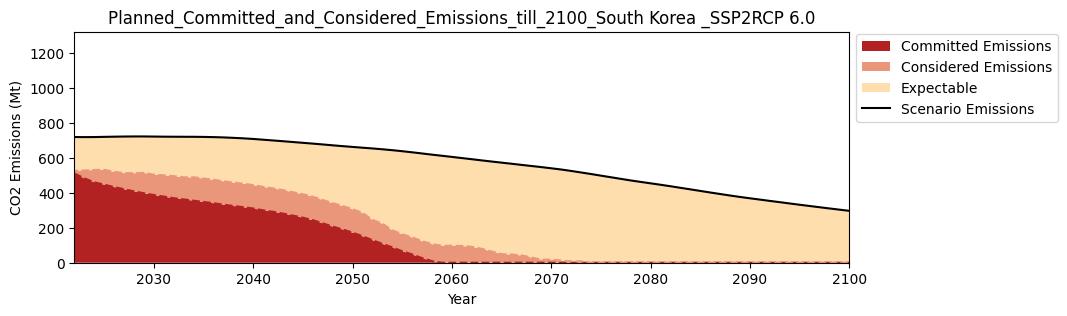 Planned_Committed_and_Considered_Emissions_till_2100_South Korea _SSP2RCP 6.0
Committed Emissions
Considered Emissions
Expectable
Scenario Emissions
CO2 Emissions (Mt)
1200
1000
800
600
400
200
0
2030 2040 2050 2060 2070 2080 2090 2100
Year